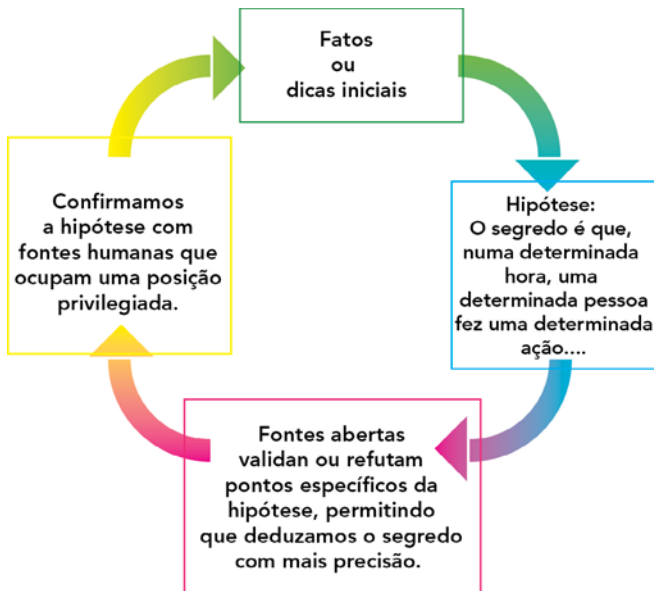 Fatos
ou
dicas iniciais
Hipótese:
O segredo é que,
numa determinada
hora, uma
determinada pessoa
fez uma determinada
ação....
Fontes abertas
validan ou refutam
pontos específicos da
hipótese, permitindo
que deduzamos o segredo
com mais precisão.
Confirmamos
a hipótese com
fontes humanas que
ocupam uma posição
privilegiada.